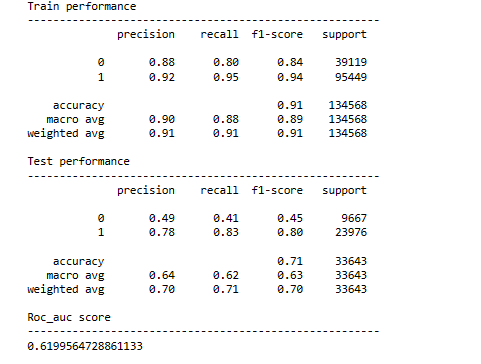 Train performance
-------------------------------------------------------
precision recall f1-score support
0 0.88 0.80 0.84 39119
1 0.92 0.95 0.94 95449
accuracy 0.91 134568
macro avg 0.90 0.88 0.89 134568
weighted avg 0.91 0.91 0.91 134568
Test performance
-------------------------------------------------------
precision recall f1-score support
0 0.49 0.41 0.45 9667
1 0.78 0.83 0.80 23976
accuracy 0.71 33643
macro avg 0.64 0.62 0.63 33643
weighted avg 0.70 0.71 0.70 33643
Roc_auc score
-------------------------------------------------------
0.6199564728861133